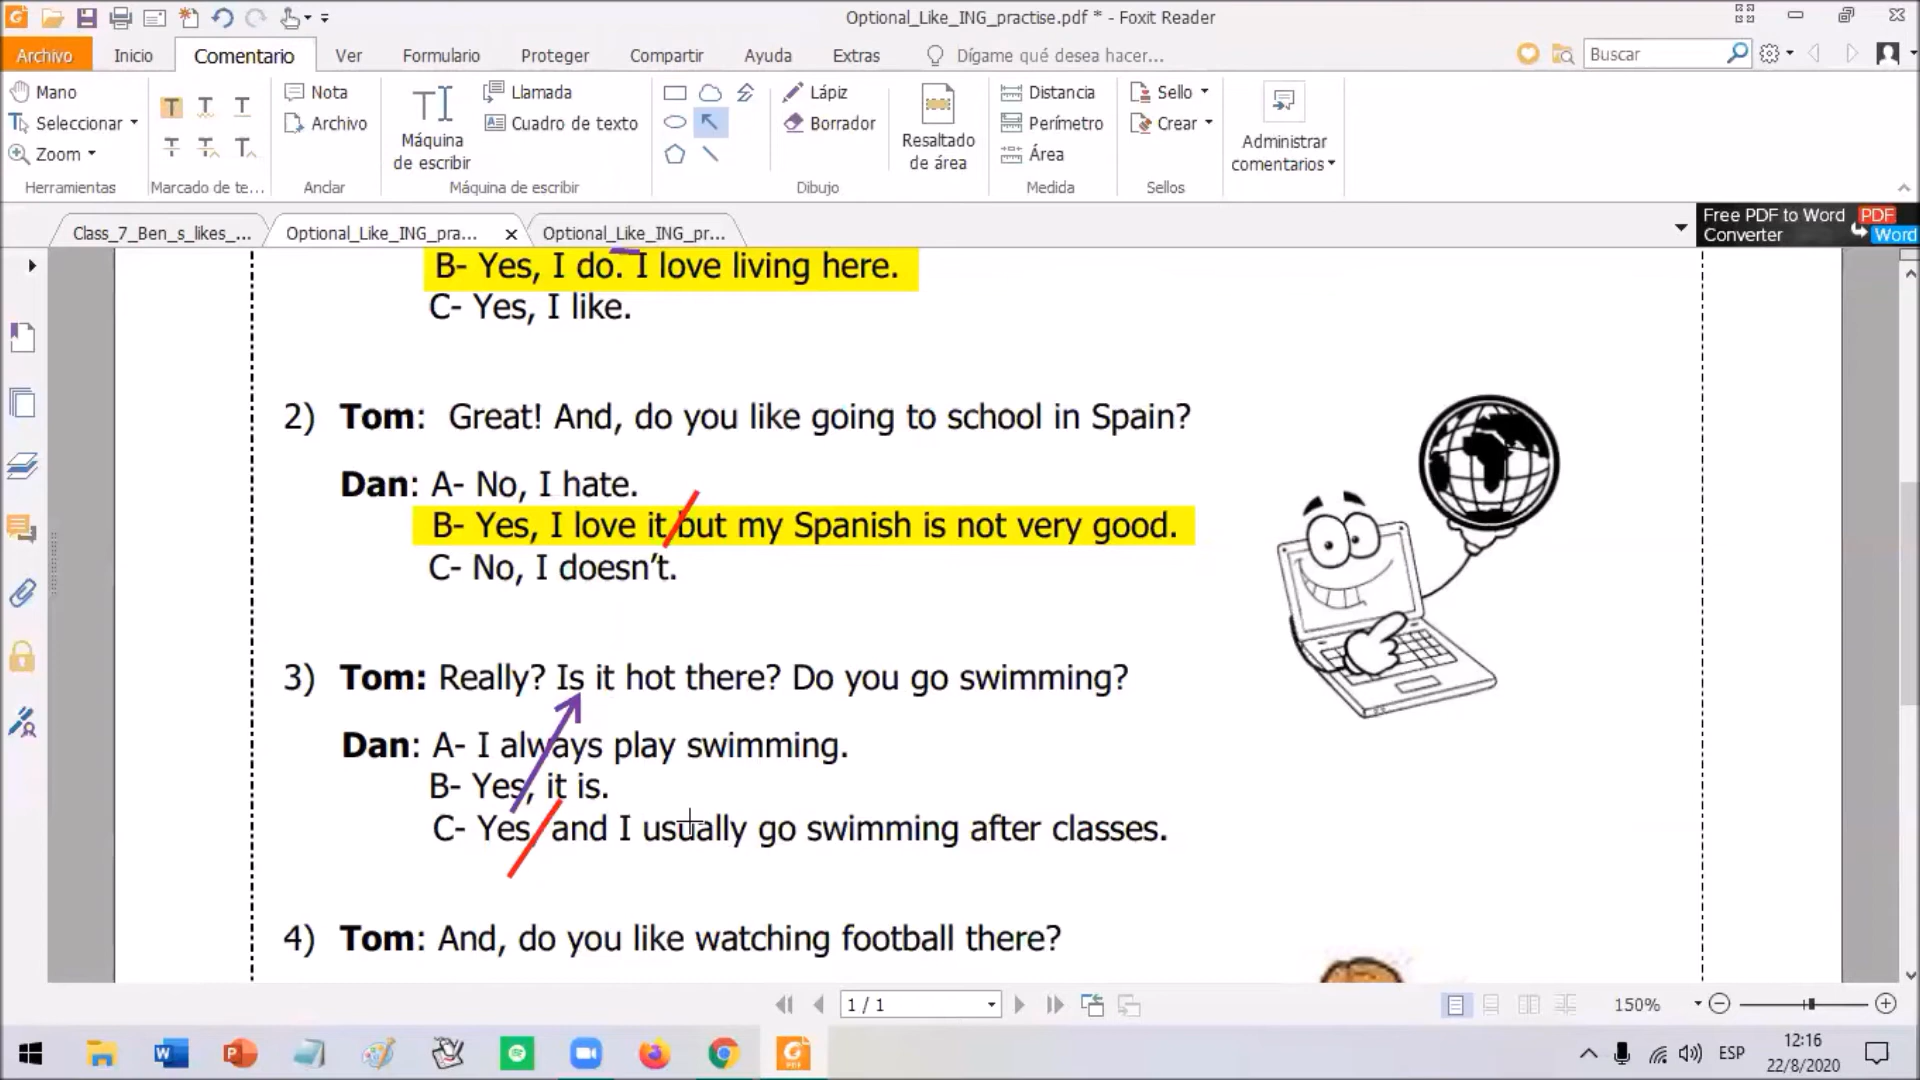 Optional_Like_ING_practise.pdf * - Foxit Reader
Archivo Inicio Comentario Ver Formulario Proteger Compartir Ayuda Extras Dígame qué desea hacer... Buscar
Mano
Seleccionar
Zoom
Herramientas
Marcado de te...
Nota
Archivo
Anclar
Máquina de escribir
Llamada
Cuadro de texto
Máquina de escribir
Lápiz
Borrador
Dibujo
Resaltado de área
Distancia
Perímetro
Área
Medida
Sello
Crear
Sellos
Administrar comentarios
Class_7_Ben_s_likes_... Optional_Like_ING_pra... Optional_Like_ING_pr...
Free PDF to Word Converter PDF Word
B- Yes, I do. I love living here.
C- Yes, I like.
2) Tom: Great! And, do you like going to school in Spain?
Dan: A- No, I hate.
B- Yes, I love it but my Spanish is not very good.
C- No, I doesn’t.
3) Tom: Really? Is it hot there? Do you go swimming?
Dan: A- I always play swimming.
B- Yes, it is.
C- Yes, and I usually go swimming after classes.
4) Tom: And, do you like watching football there?
1 / 1
150%
ESP
12:16
22/8/2020